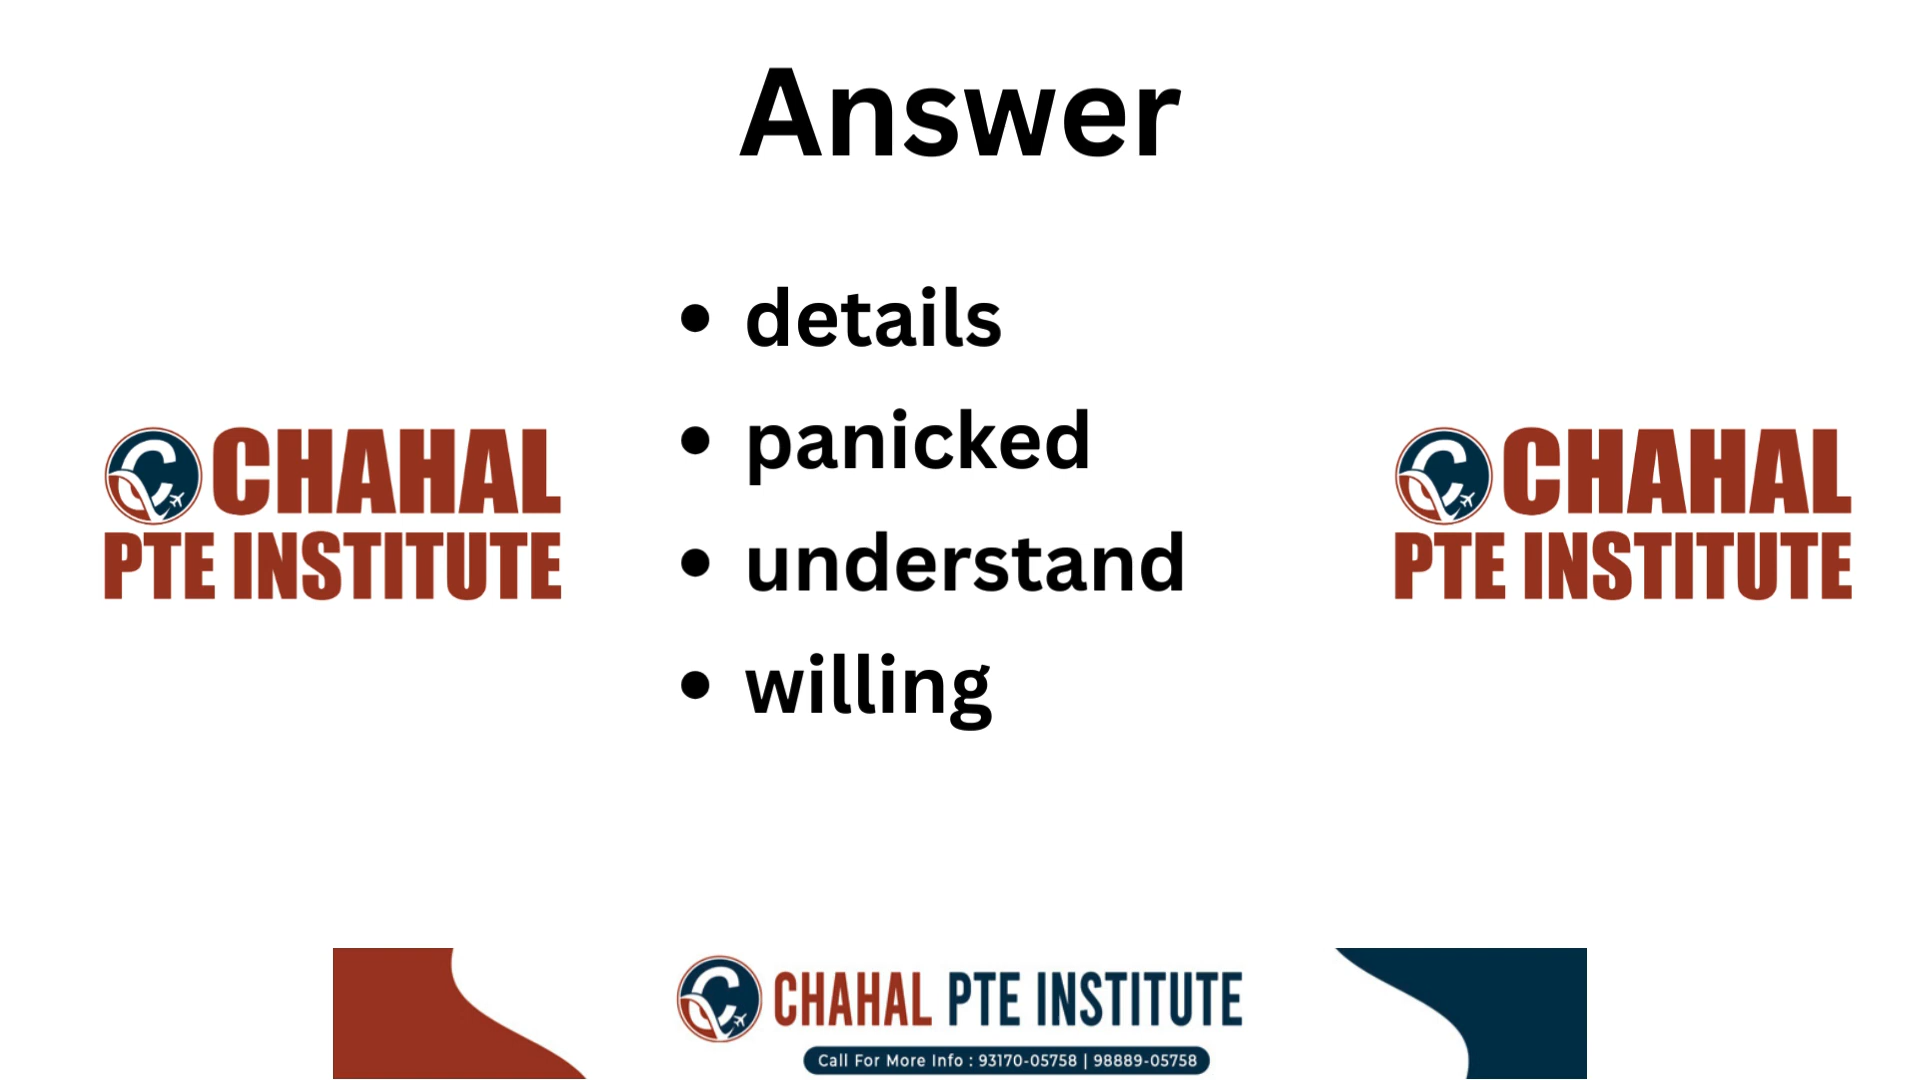 Answer
• details
• panicked
• understand
• willing
CHAHAL
PTE INSTITUTE
CHAHAL
PTE INSTITUTE
CHAHAL PTE INSTITUTE
Call For More Info : 93170-05758 | 98889-05758